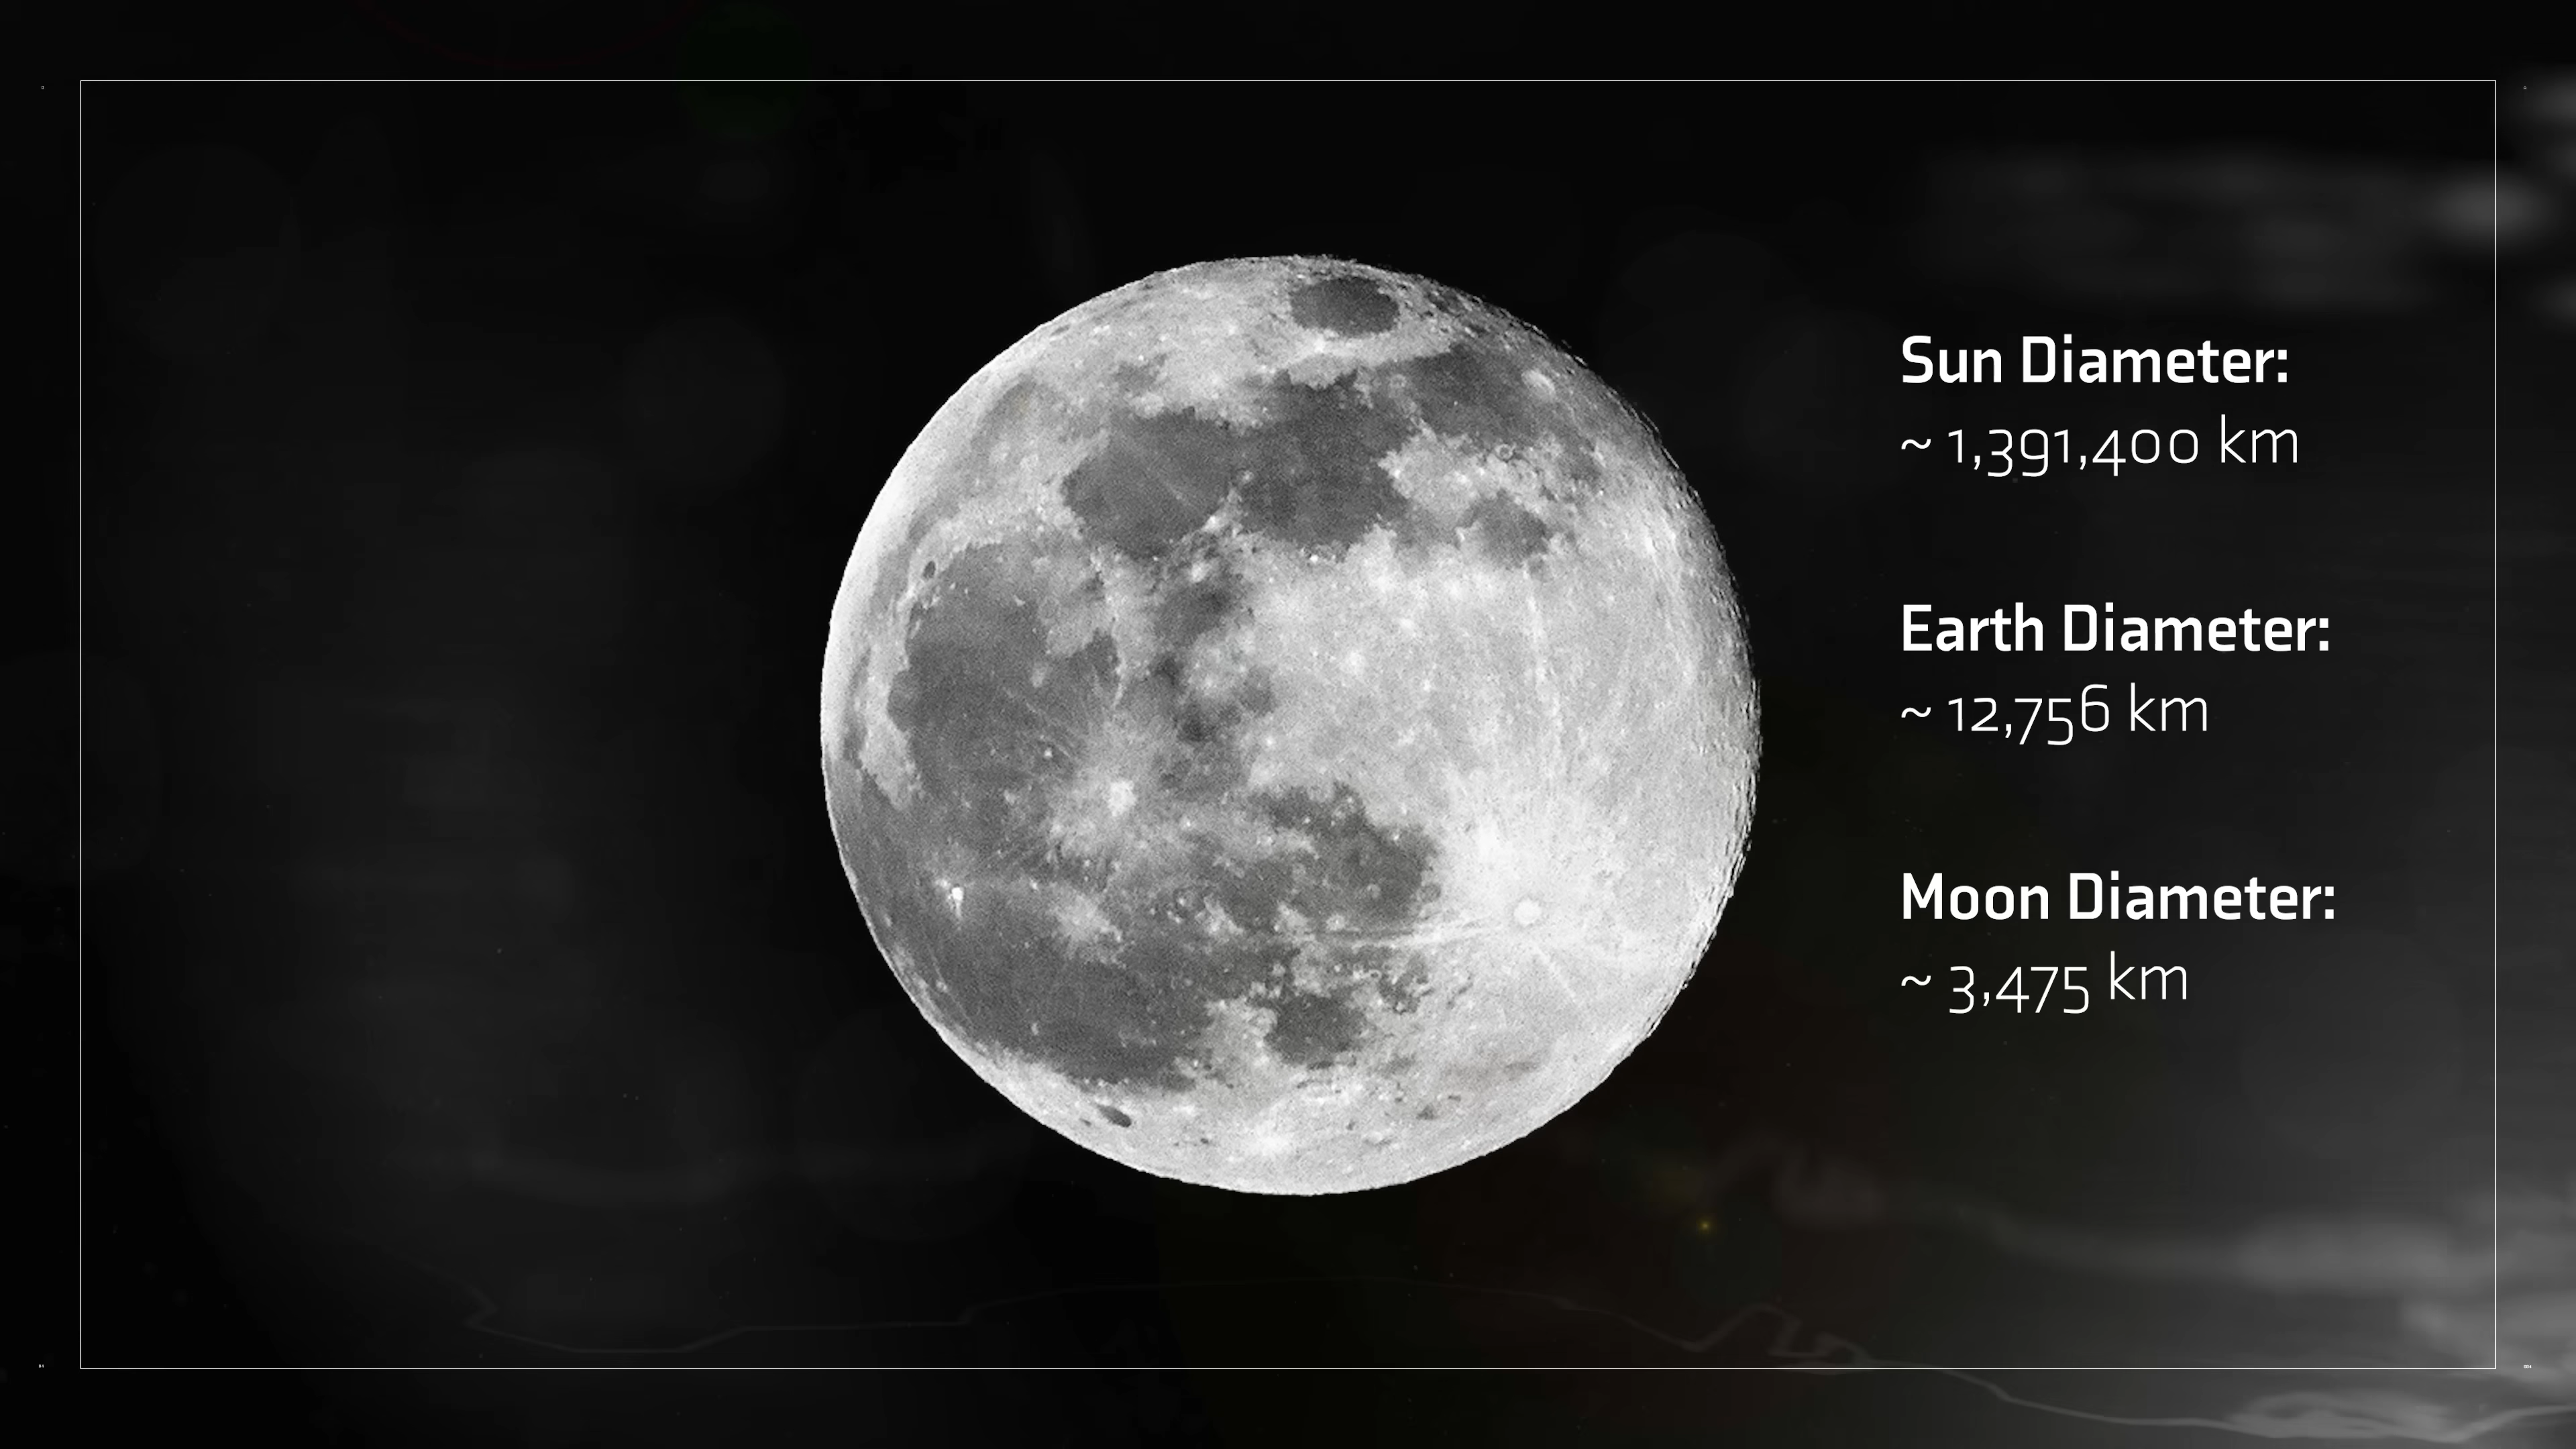 Sun Diameter:
~ 1,391,400 km
Earth Diameter:
~ 12,756 km
Moon Diameter:
~ 3,475 km